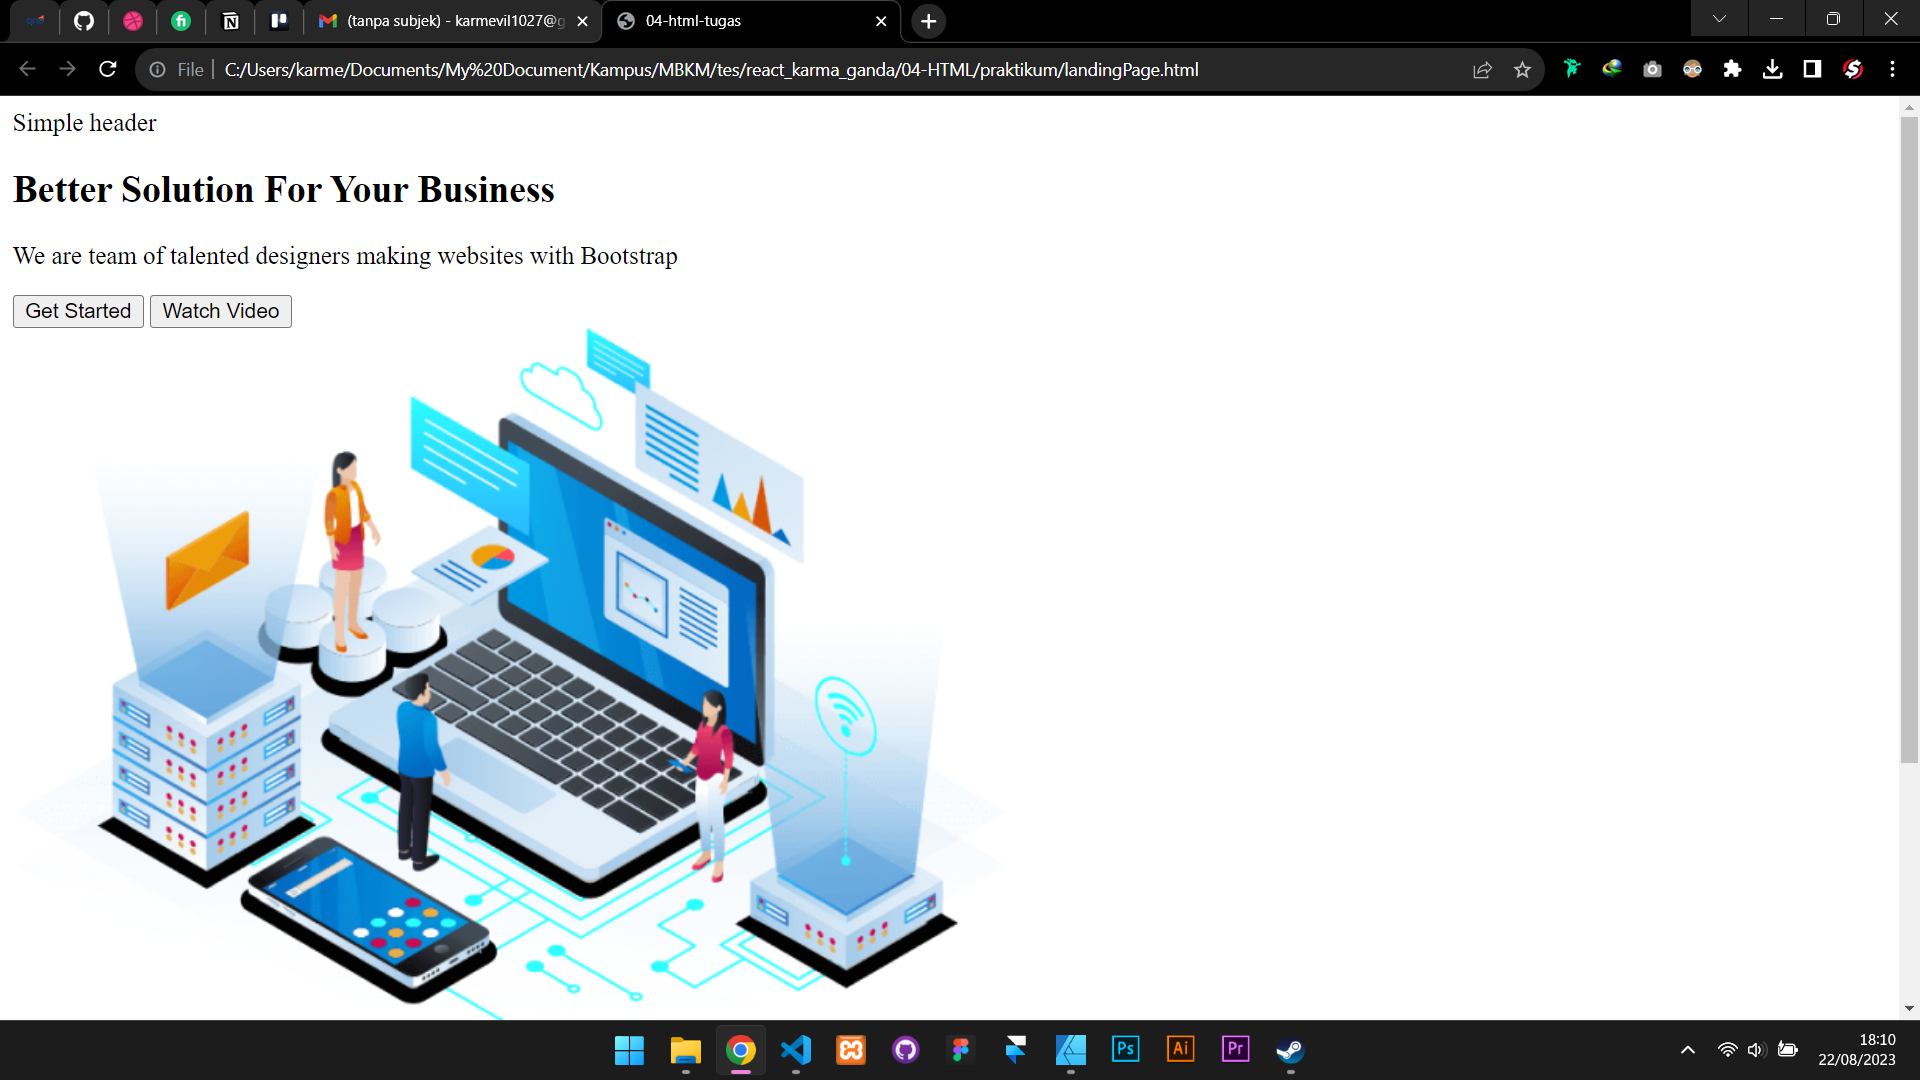 (tanpa subjek) - karmevil1027@g
04-html-tugas
File
C:/Users/karme/Documents/My%20Document/Kampus/MBKM/tes/react_karma_ganda/04-HTML/praktikum/landingPage.html
Simple header
Better Solution For Your Business
We are team of talented designers making websites with Bootstrap
Get Started
Watch Video
Ps
Ai
Pr
18:10
22/08/2023